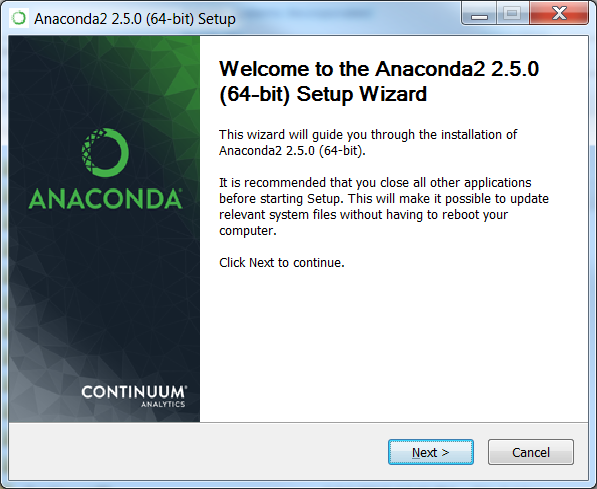 Anaconda2 2.5.0 (64-bit) Setup
Welcome to the Anaconda2 2.5.0
(64-bit) Setup Wizard
This wizard will guide you through the installation of
Anaconda2 2.5.0 (64-bit).
It is recommended that you close all other applications
before starting Setup. This will make it possible to update
relevant system files without having to reboot your
computer.
Click Next to continue.
ANACONDA®
CONTINUUM®
ANALYTICS
Next >
Cancel